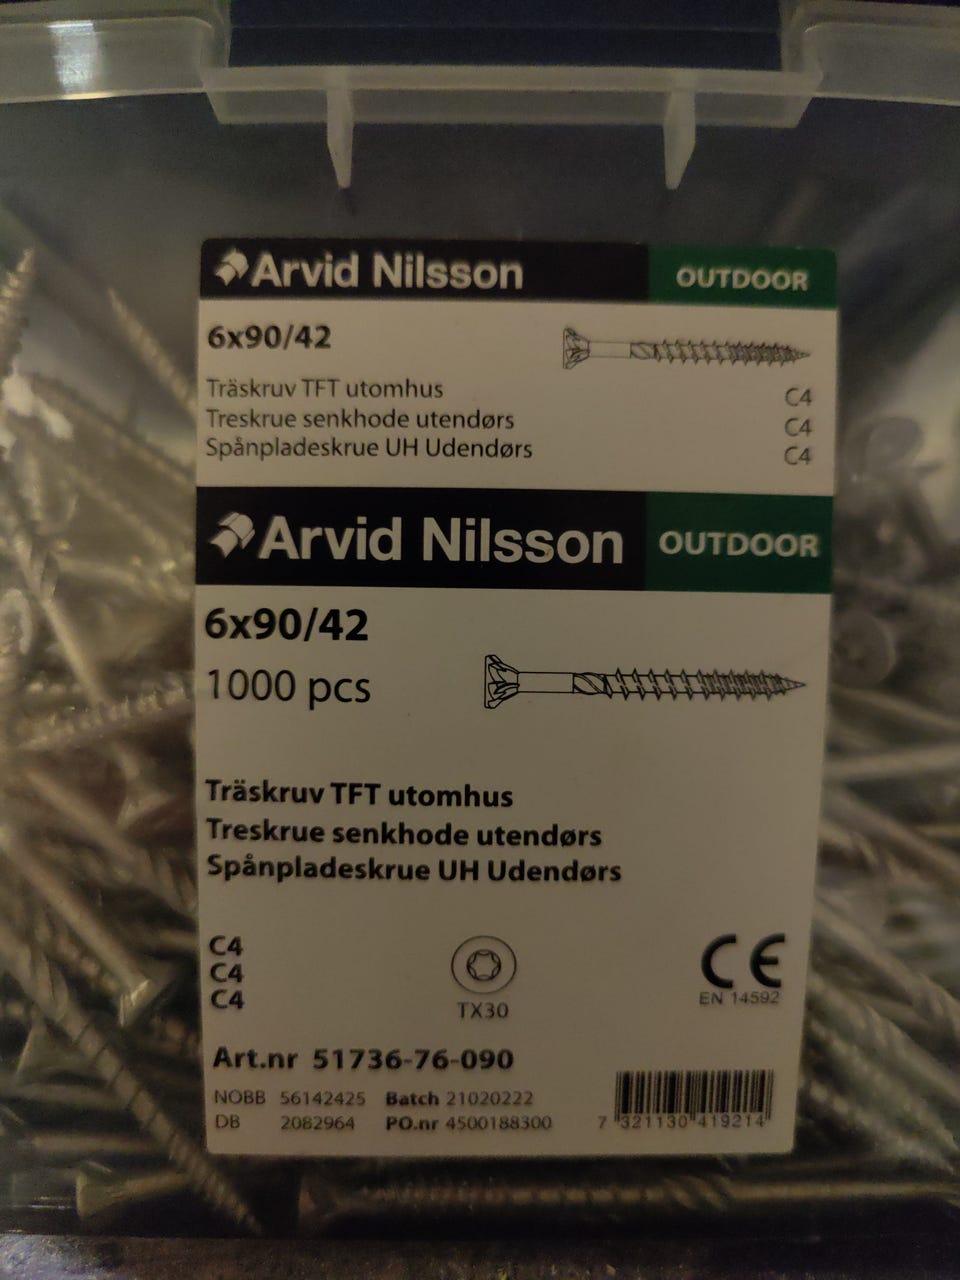 Arvid Nilsson OUTDOOR
6x90/42
Träskruv TFT utomhus C4
Treskrue senkhode utendørs C4
Spånpladeskrue UH Udendørs C4
Arvid Nilsson OUTDOOR
6x90/42
1000 pcs
Träskruv TFT utomhus
Treskrue senkhode utendørs
Spånpladeskrue UH Udendørs
C4
C4
C4
TX30
CE
EN 14592
Art.nr 51736-76-090
NOBB 56142425 Batch 21020222
DB 2082964 PO.nr 4500188300
7 321130 419214